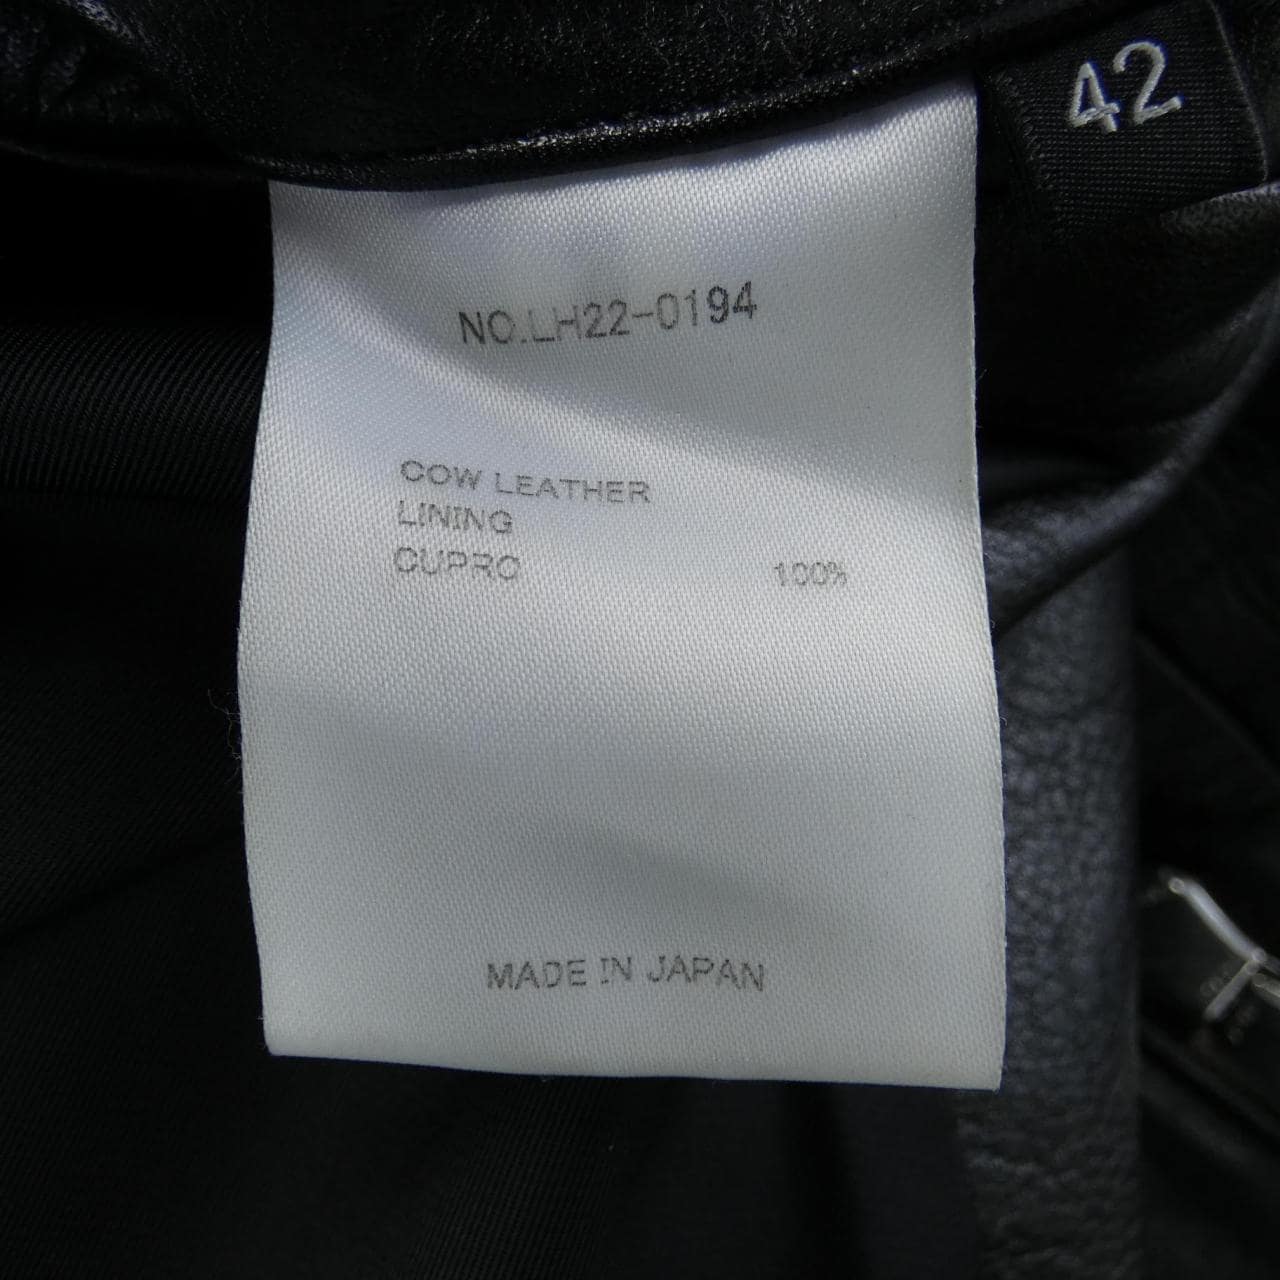 42
NO.LH22-0194
COW LEATHER
LINING
CUPRO 100%
MADE IN JAPAN